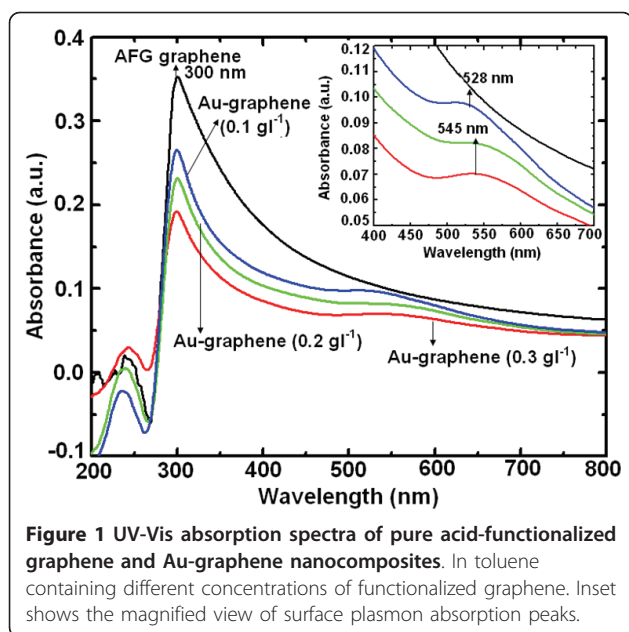 0.4
0.3
0.2
0.1
0.0
-0.1
Absorbance (a.u.)
200 300 400 500 600 700 800
Wavelength (nm)
AFG graphene
300 nm
Au-graphene
(0.1 gl⁻¹)
Au-graphene (0.2 gl⁻¹)
Au-graphene (0.3 gl⁻¹)
0.12
0.11
0.10
0.09
0.08
0.07
0.06
0.05
Absorbance (a.u.)
528 nm
545 nm
400 450 500 550 600 650 700
Wavelength (nm)
Figure 1 UV-Vis absorption spectra of pure acid-functionalized
graphene and Au-graphene nanocomposites. In toluene
containing different concentrations of functionalized graphene. Inset
shows the magnified view of surface plasmon absorption peaks.